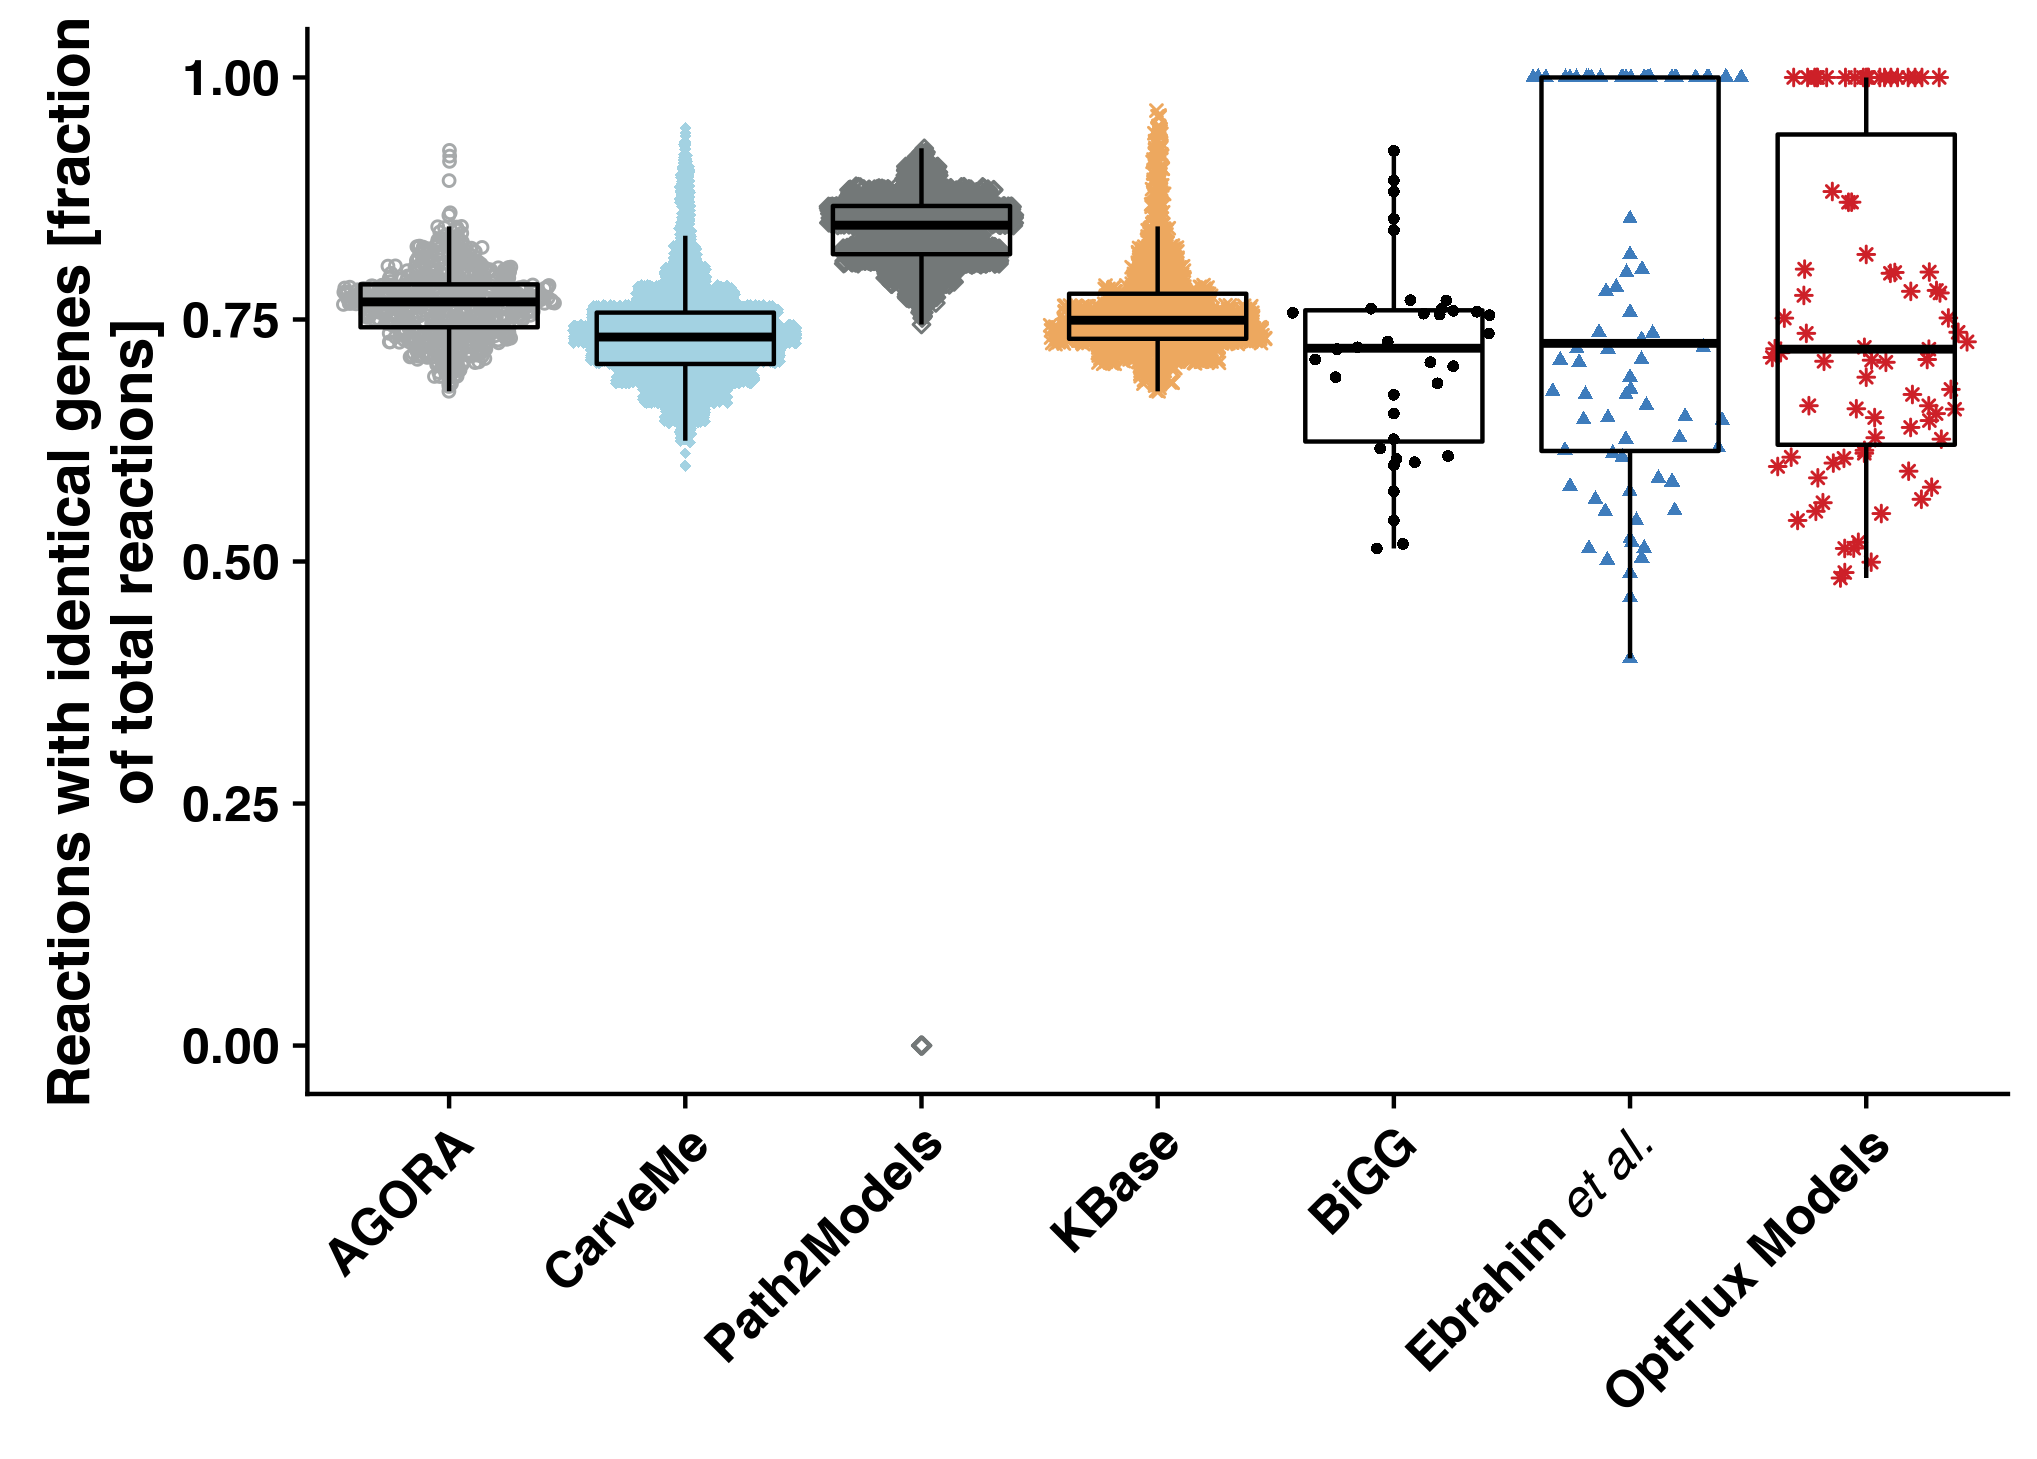 Reactions with identical genes [fraction
of total reactions]
1.00
0.75
0.50
0.25
0.00
AGORA
CarveMe
Path2Models
KBase
BiGG
Ebrahim et al.
OptFlux Models